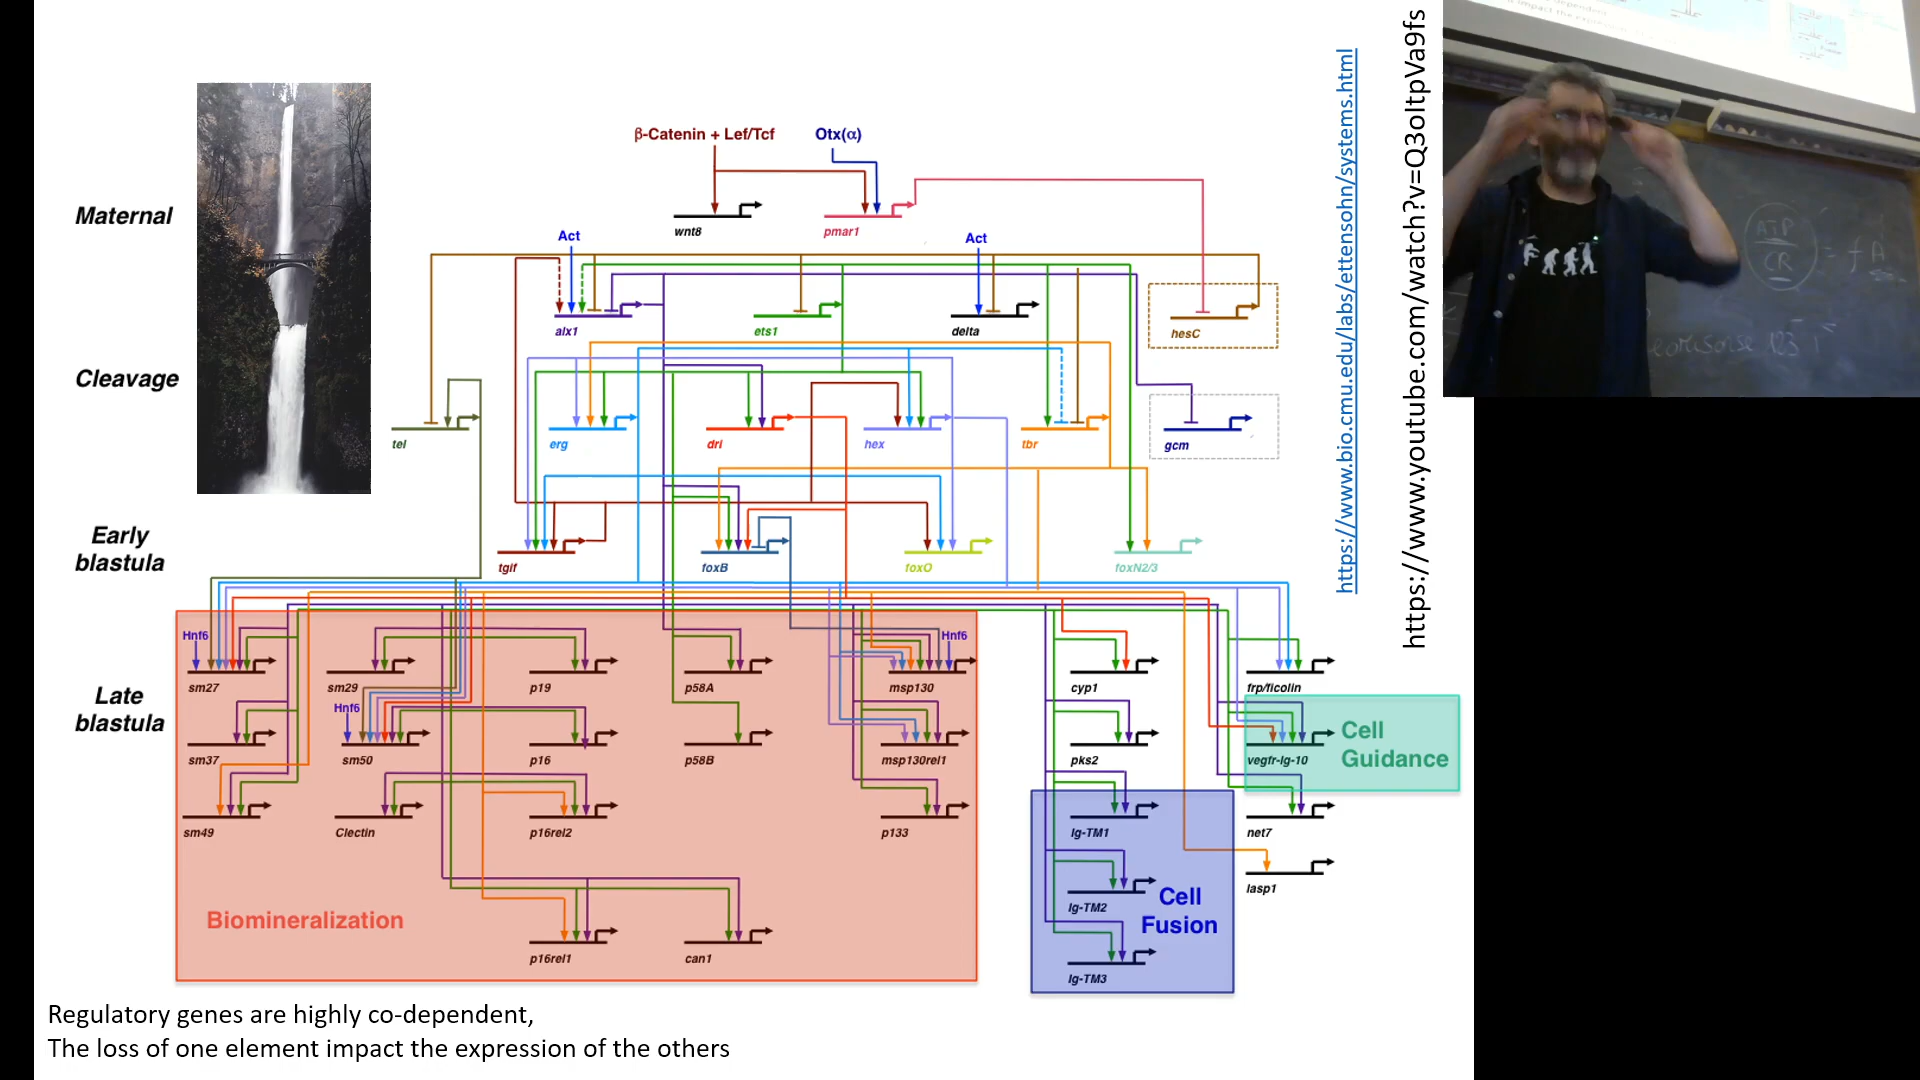 β-Catenin + Lef/Tcf
Otx(α)
Maternal
wnt8
pmar1
Act
Act
alx1
ets1
delta
hesC
Cleavage
tel
erg
dri
hex
tbr
gcm
Early
blastula
tgif
foxB
foxO
foxN2/3
Late
blastula
Hnf6
Hnf6
sm27
sm29
p19
p58A
msp130
cyp1
frp/ficolin
Hnf6
sm37
sm50
p16
p58B
msp130rel1
pks2
vegfr-Ig-10
Cell
Guidance
sm49
Clectin
p16rel2
p133
Ig-TM1
net7
Ig-TM2
lasp1
Cell
Fusion
Biomineralization
p16rel1
can1
Ig-TM3
Regulatory genes are highly co-dependent,
The loss of one element impact the expression of the others
https://www.bio.cmu.edu/labs/ettensohn/systems.html
https://www.youtube.com/watch?v=Q3oltpVa9fs
ATP
CR